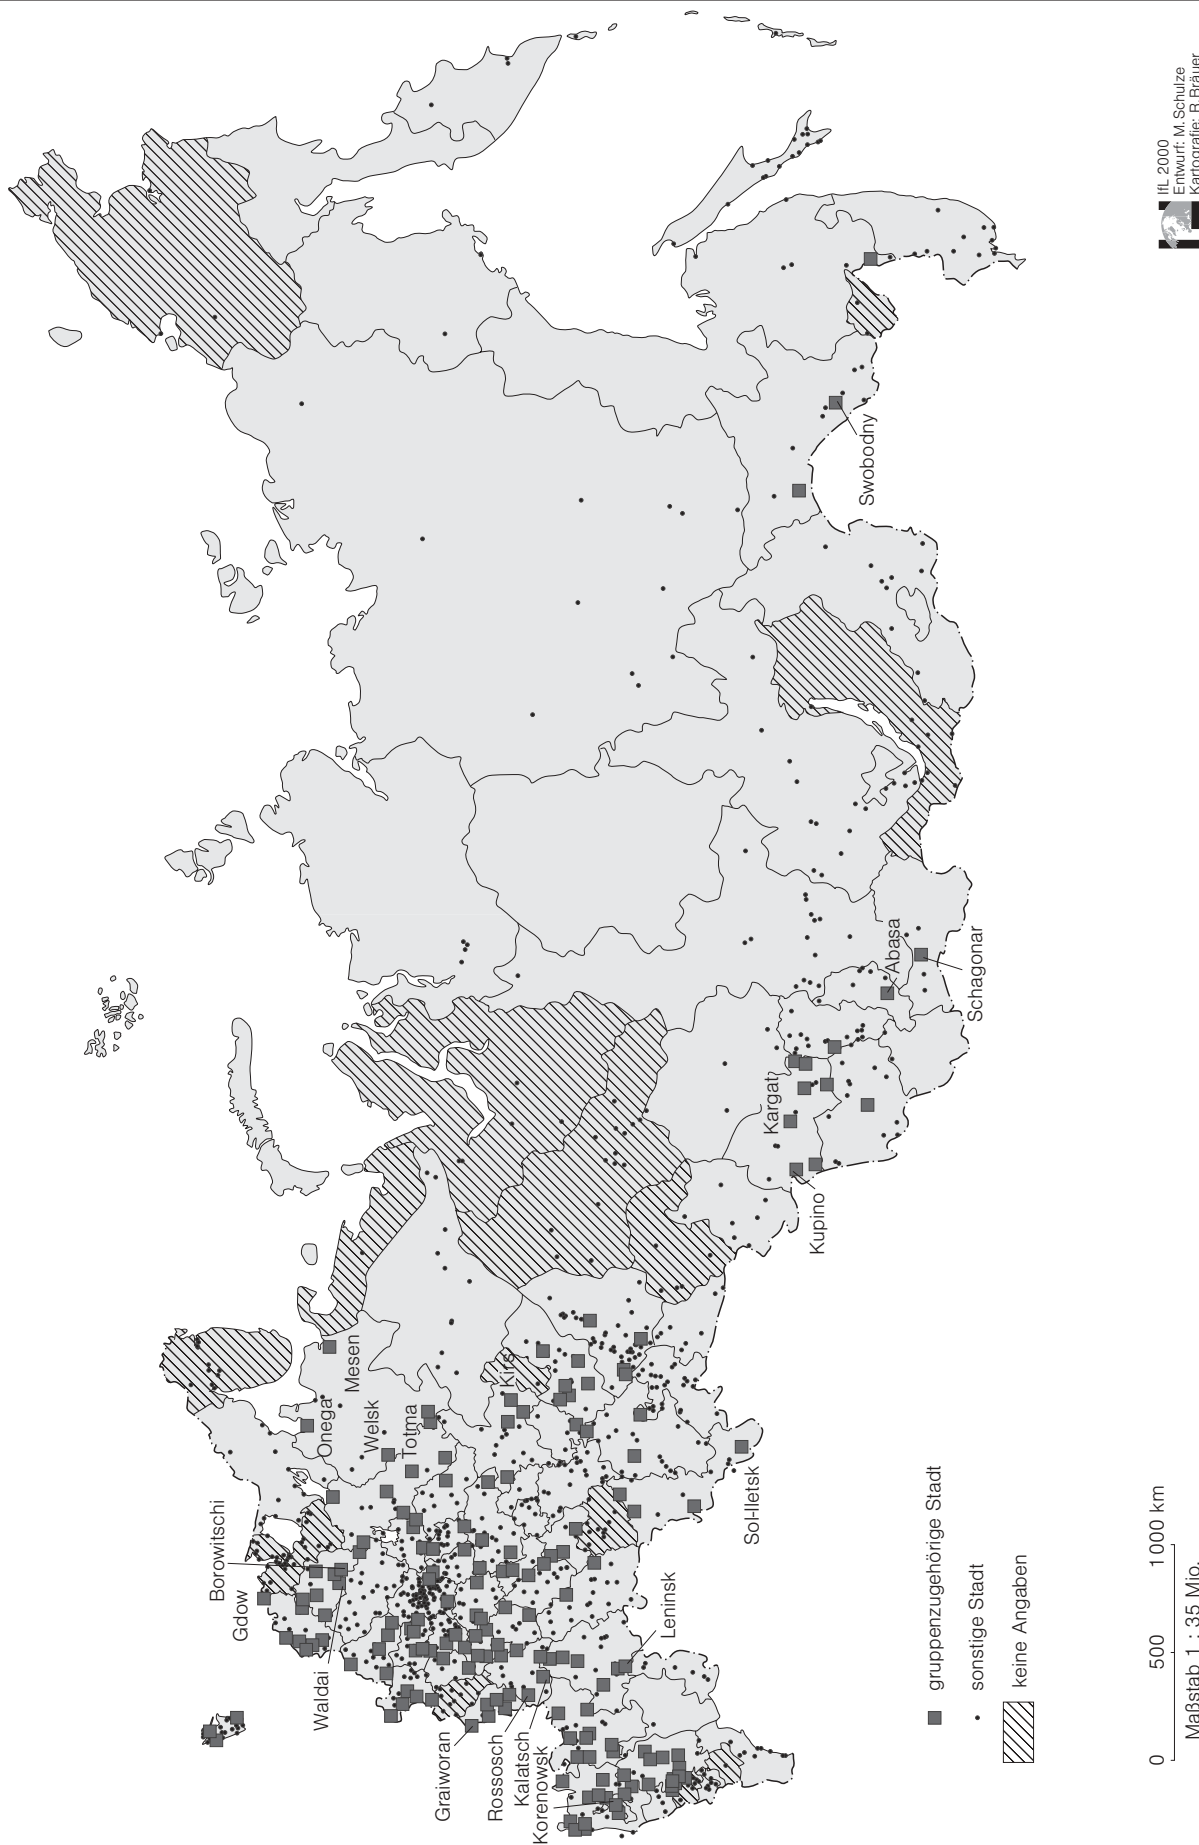 Borowitschi
Gdow
Waldai
Onega
Mesen
Welsk
Totma
Kirs
Graiworan
Rossosch
Kalatsch
Korenowsk
Leninsk
Sol-Iletsk
Kupino
Kargat
Abasa
Schagonar
Swobodny
gruppenzugehörige Stadt
sonstige Stadt
keine Angaben
0 500 1000 km
Maßstab 1 : 35 Mio.
IfL 2000
Entwurf: M. Schulze
Kartografie: R. Bräuer